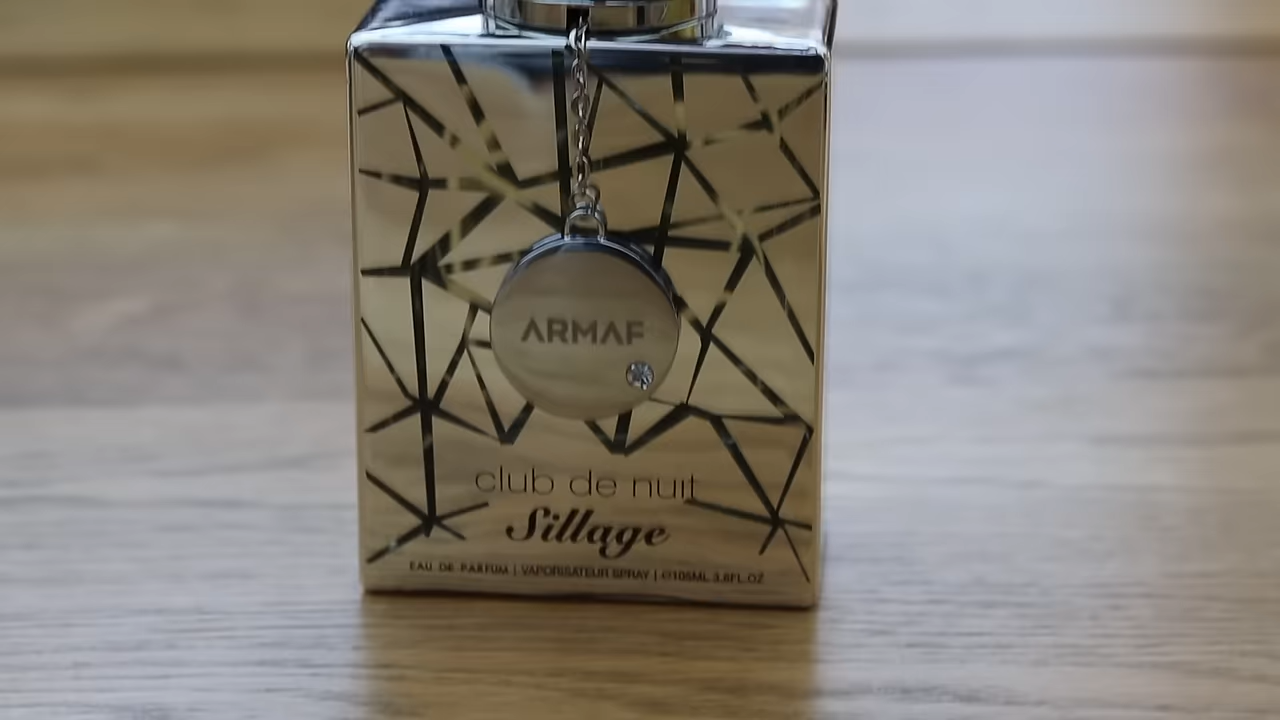 ARMAF
club de nuit
Sillage
EAU DE PARFUM | VAPORISATEUR SPRAY | ℮105ML 3.6FL.OZ